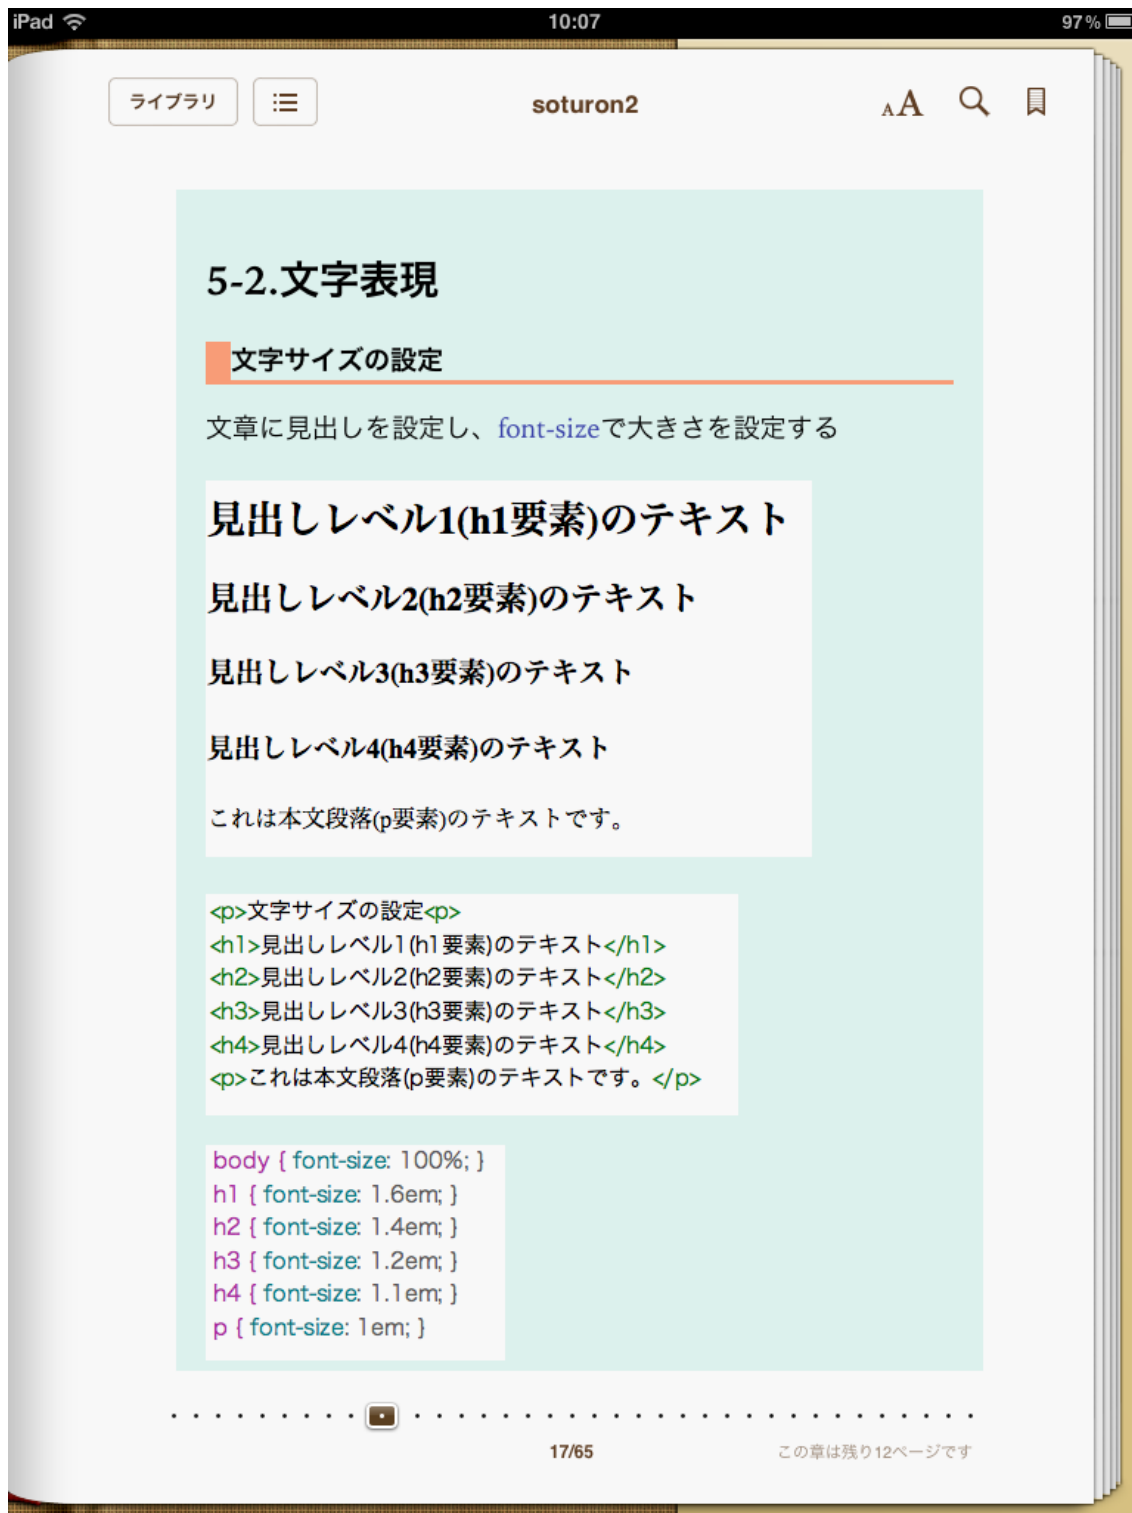 iPad 10:07 97%
ライブラリ soturon2 AA
5-2.文字表現
文字サイズの設定
文章に見出しを設定し、font-sizeで大きさを設定する
見出しレベル1(h1要素)のテキスト
見出しレベル2(h2要素)のテキスト
見出しレベル3(h3要素)のテキスト
見出しレベル4(h4要素)のテキスト
これは本文段落(p要素)のテキストです。
<p>文字サイズの設定<p>
<h1>見出しレベル1(h1要素)のテキスト</h1>
<h2>見出しレベル2(h2要素)のテキスト</h2>
<h3>見出しレベル3(h3要素)のテキスト</h3>
<h4>見出しレベル4(h4要素)のテキスト</h4>
<p>これは本文段落(p要素)のテキストです。</p>
body { font-size: 100%; }
h1 { font-size: 1.6em; }
h2 { font-size: 1.4em; }
h3 { font-size: 1.2em; }
h4 { font-size: 1.1em; }
p { font-size: 1em; }
17/65 この章は残り12ページです